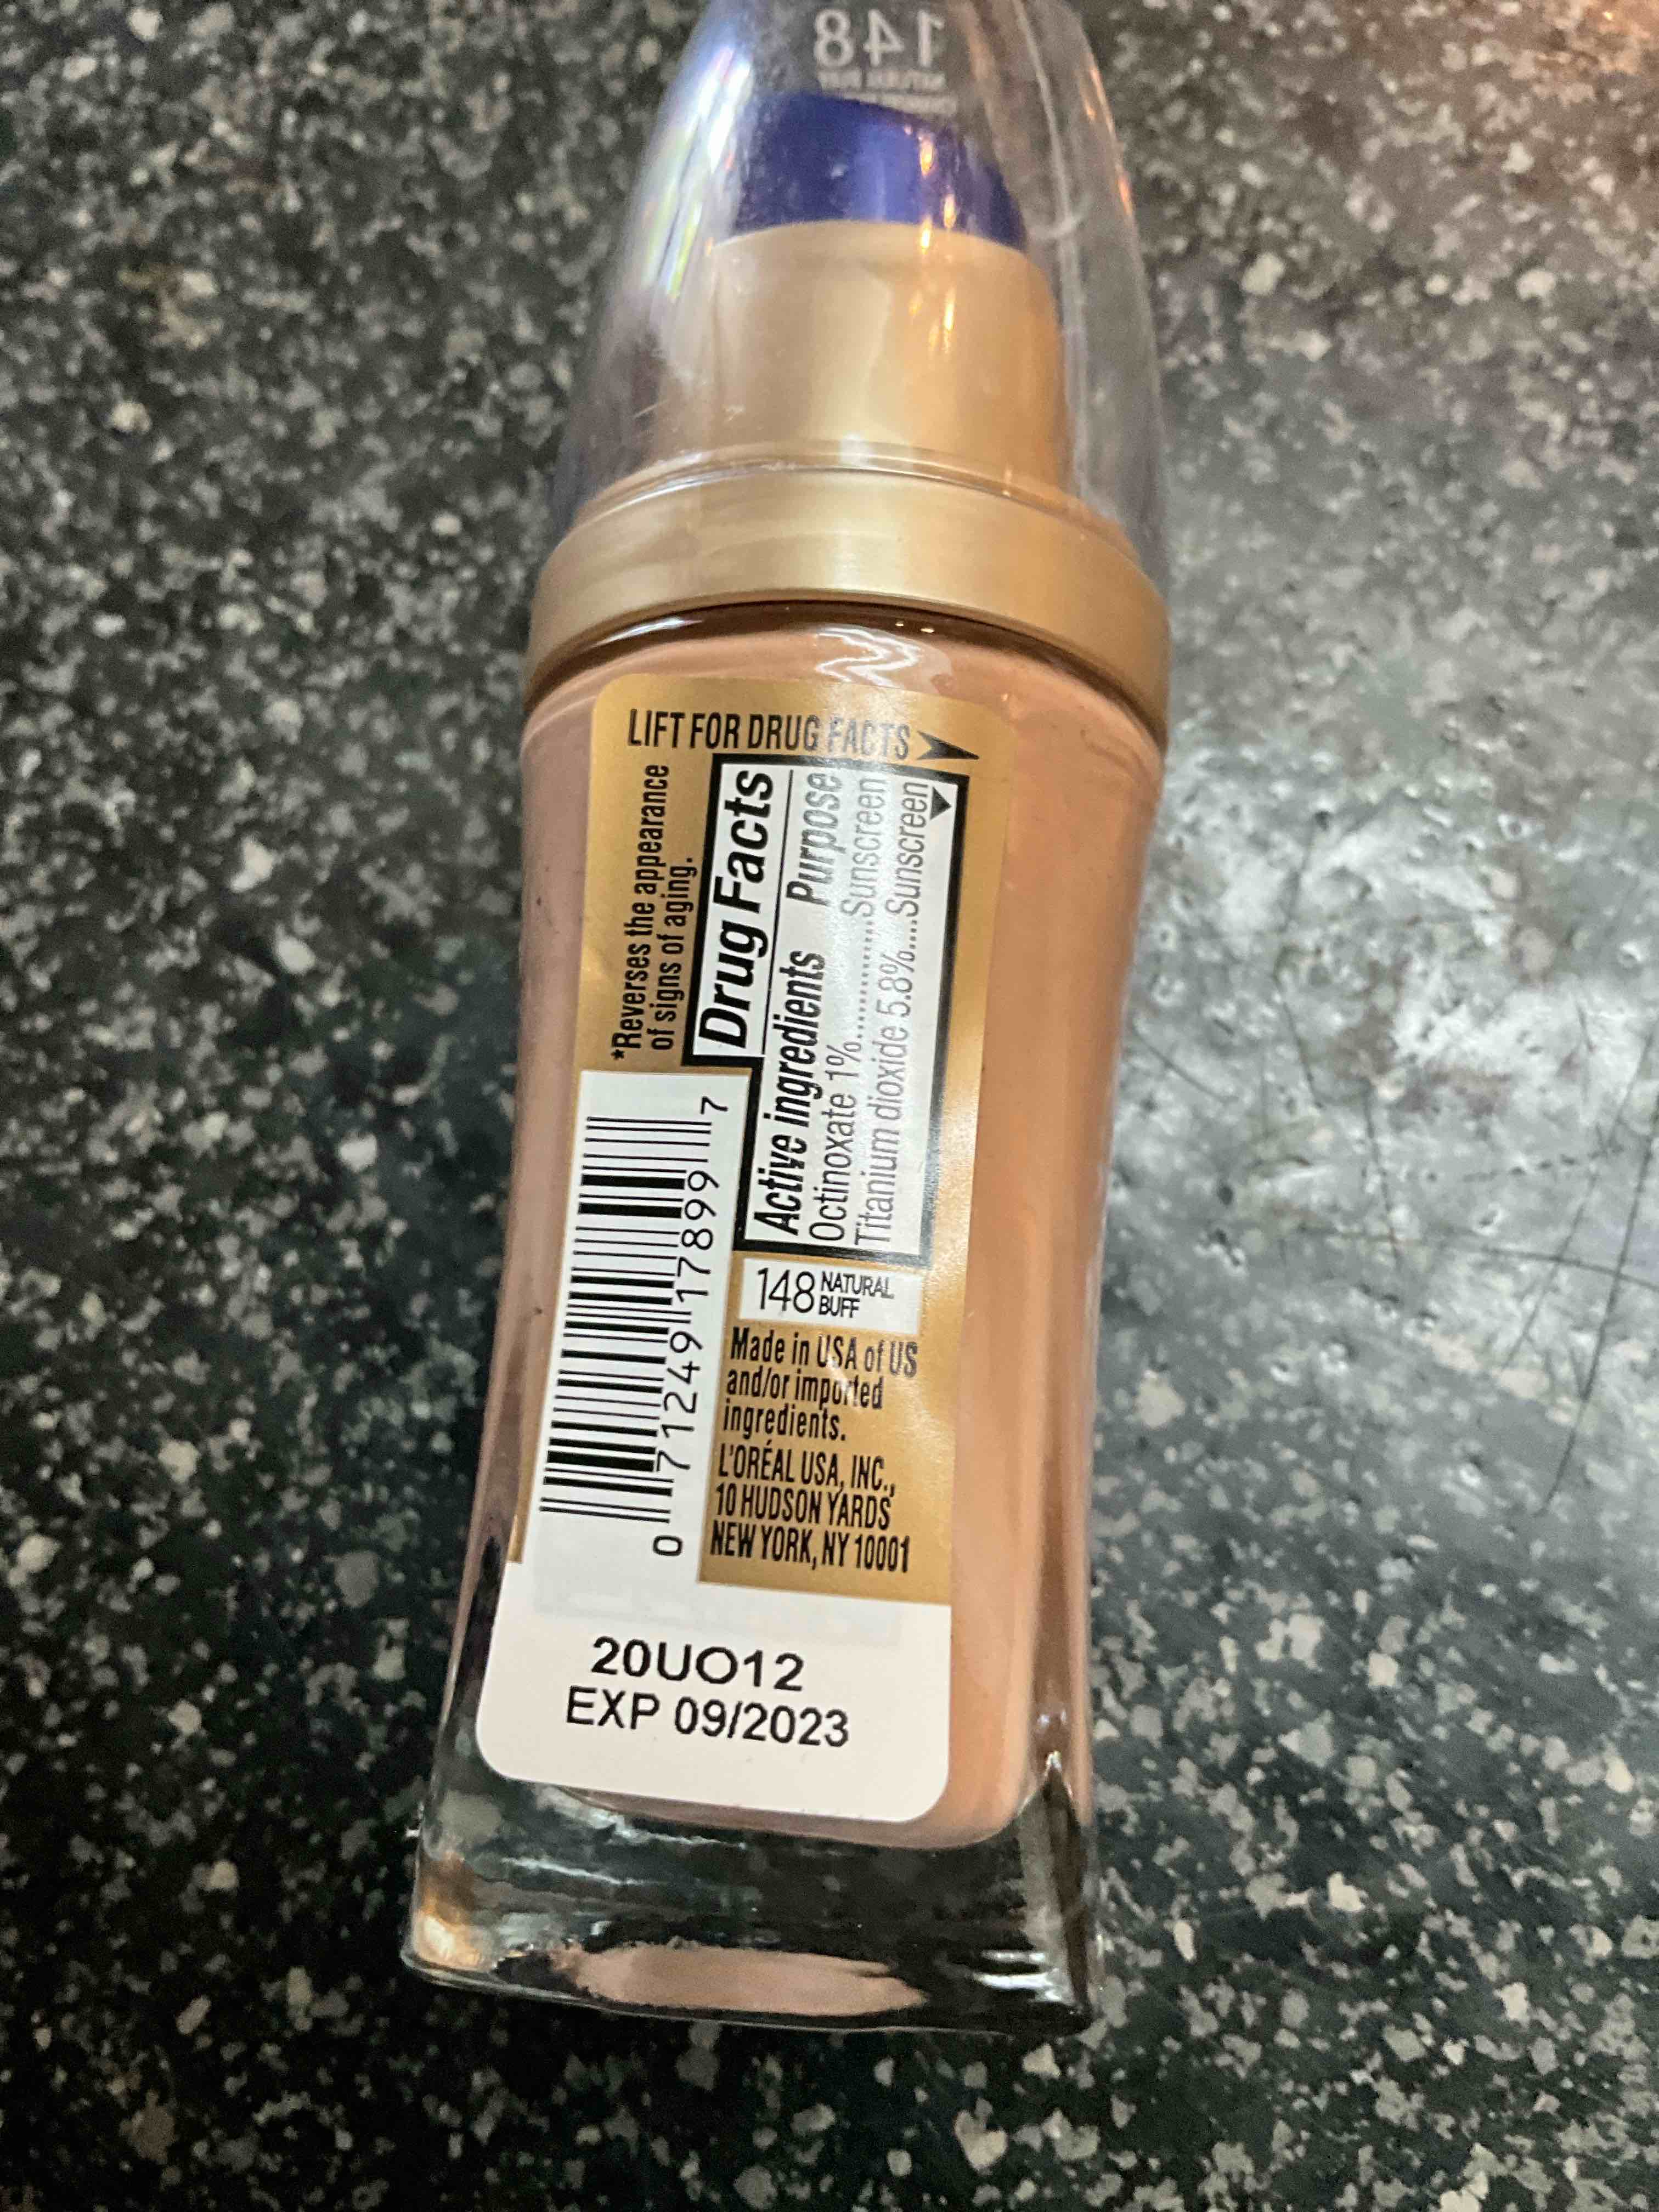 148
LIFT FOR DRUG FACTS
*Reverses the appearance
of signs of aging.
Drug Facts
Active ingredients Purpose
Octinoxate 1%..............Sunscreen
Titanium dioxide 5.8%....Sunscreen
0 71249 17899 7
148 NATURAL
BUFF
Made in USA of US
and/or imported
ingredients.
L'ORÉAL USA, INC.,
10 HUDSON YARDS
NEW YORK, NY 10001
20UO12
EXP 09/2023